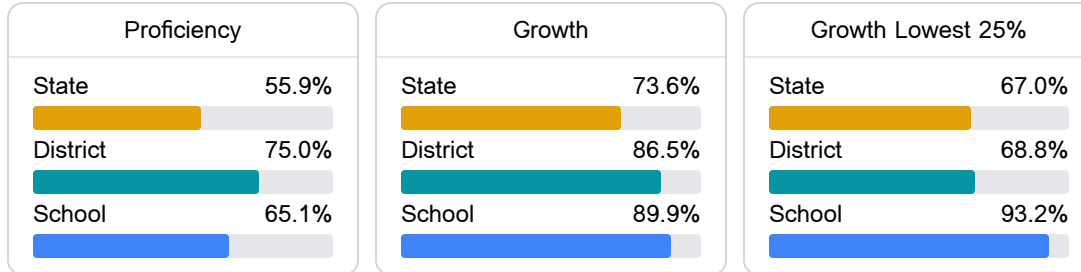 Proficiency
State 55.9%
District 75.0%
School 65.1%
Growth
State 73.6%
District 86.5%
School 89.9%
Growth Lowest 25%
State 67.0%
District 68.8%
School 93.2%